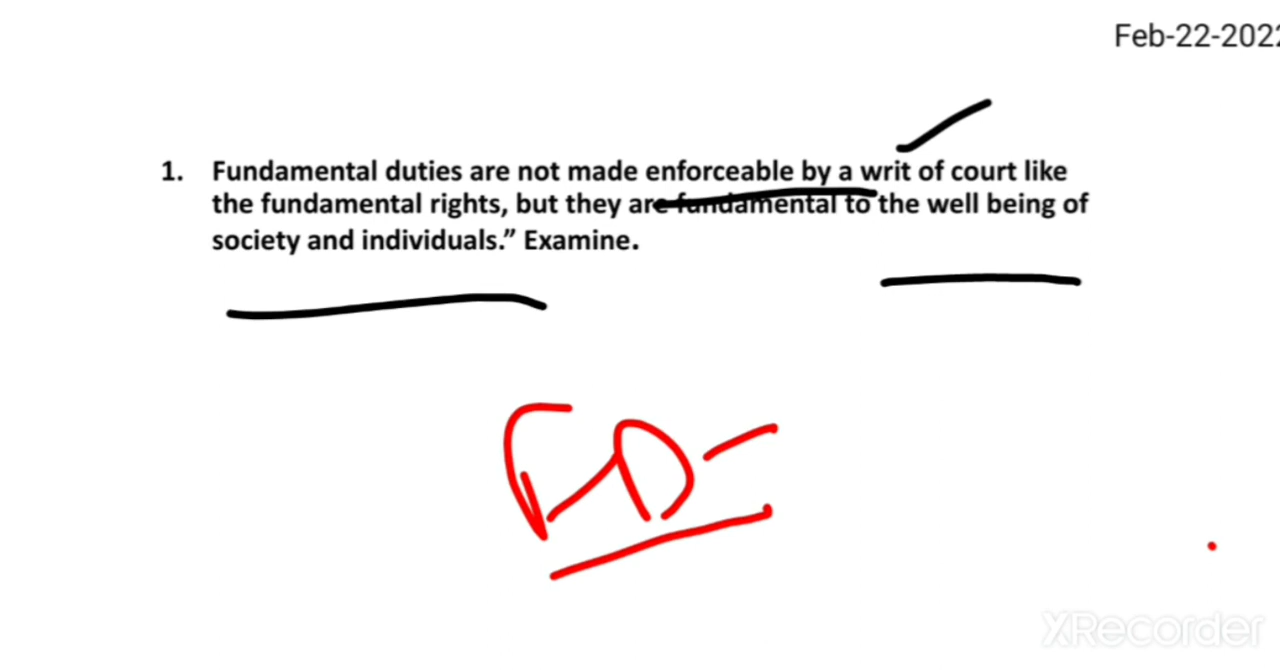 Feb-22-202
1. Fundamental duties are not made enforceable by a writ of court like
the fundamental rights, but they are fundamental to the well being of
society and individuals.” Examine.
FD-
XRecorder